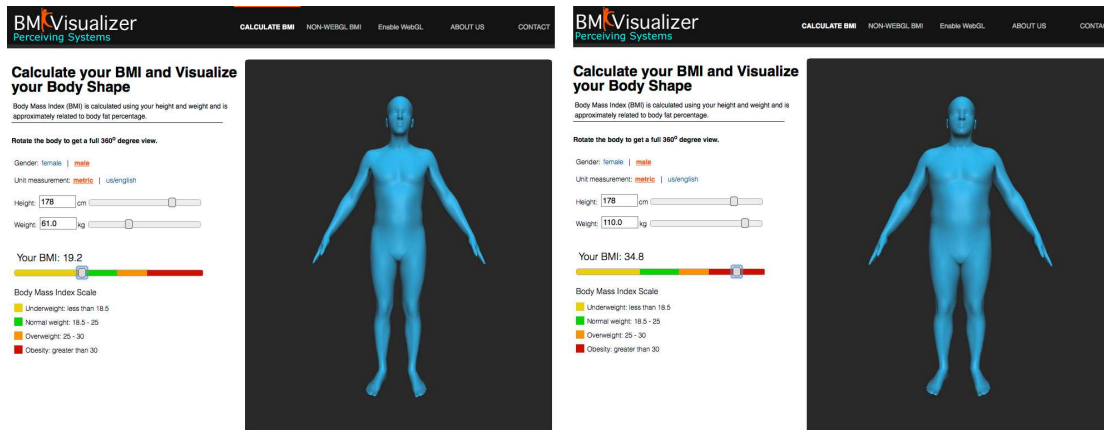 BMVisualizer
Perceiving Systems
CALCULATE BMI NON-WEBGL BMI Enable WebGL ABOUT US CONTACT
Calculate your BMI and Visualize
your Body Shape
Body Mass Index (BMI) is calculated using your height and weight and is
approximately related to body fat percentage.
Rotate the body to get a full 360° degree view.
Gender: female | male
Unit measurement: metric | us/english
Height: 178 cm
Weight: 61.0 kg
Your BMI: 19.2
Body Mass Index Scale
Underweight: less than 18.5
Normal weight: 18.5 - 25
Overweight: 25 - 30
Obesity: greater than 30
BMVisualizer
Perceiving Systems
CALCULATE BMI NON-WEBGL BMI Enable WebGL ABOUT US CONTAC
Calculate your BMI and Visualize
your Body Shape
Body Mass Index (BMI) is calculated using your height and weight and is
approximately related to body fat percentage.
Rotate the body to get a full 360° degree view.
Gender: female | male
Unit measurement: metric | us/english
Height: 178 cm
Weight: 110.0 kg
Your BMI: 34.8
Body Mass Index Scale
Underweight: less than 18.5
Normal weight: 18.5 - 25
Overweight: 25 - 30
Obesity: greater than 30